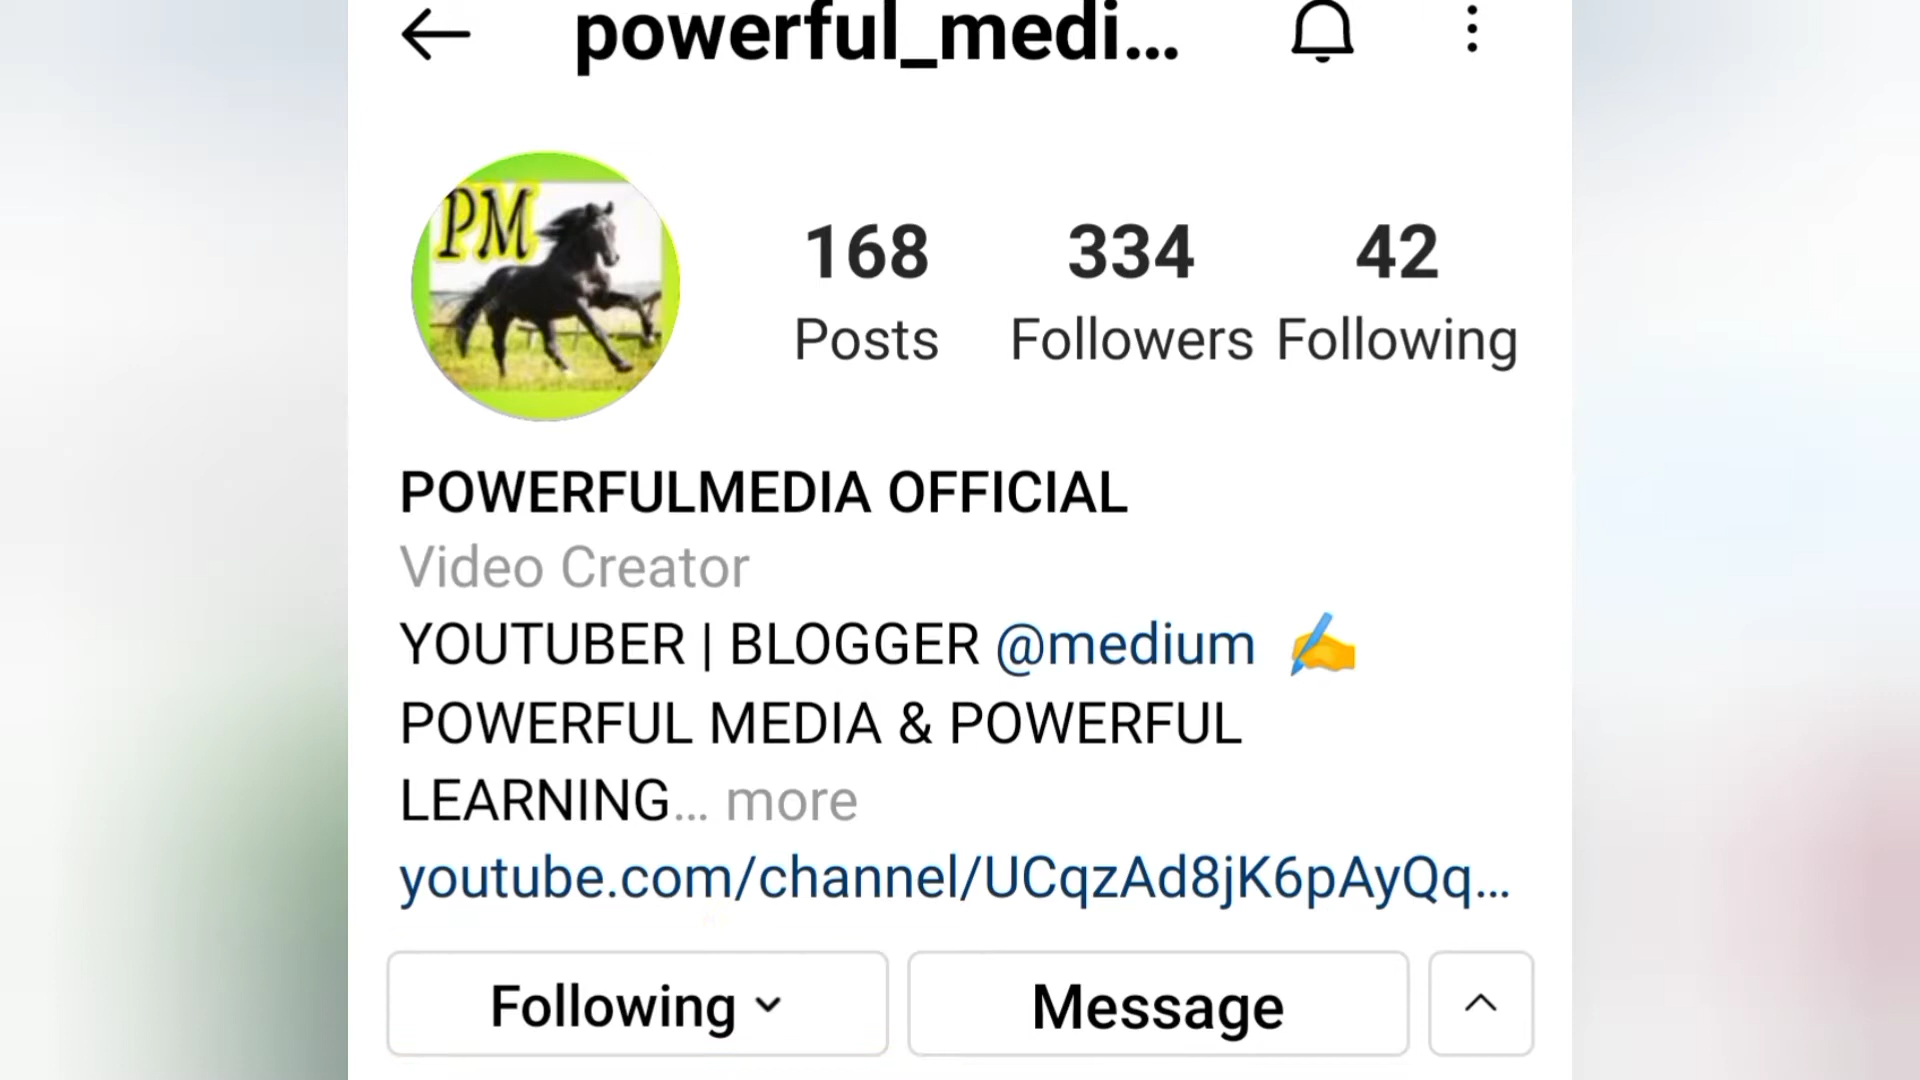 powerful_medi...
PM
168 334 42
Posts Followers Following
POWERFULMEDIA OFFICIAL
Video Creator
YOUTUBER | BLOGGER @medium ✍️
POWERFUL MEDIA & POWERFUL
LEARNING... more
youtube.com/channel/UCqzAd8jK6pAyQq...
Following Message